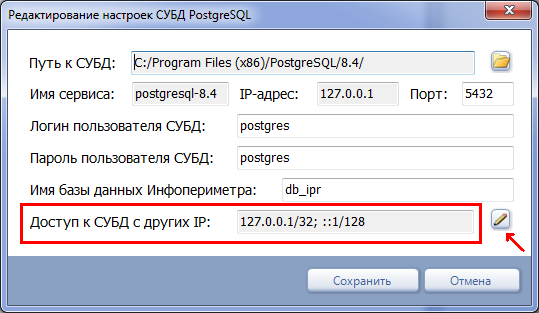 Редактирование настроек СУБД PostgreSQL
Путь к СУБД: C:/Program Files (x86)/PostgreSQL/8.4/
Имя сервиса: postgresql-8.4 IP-адрес: 127.0.0.1 Порт: 5432
Логин пользователя СУБД: postgres
Пароль пользователя СУБД: postgres
Имя базы данных Инфопериметра: db_ipr
Доступ к СУБД с других IP: 127.0.0.1/32; ::1/128
Сохранить Отмена